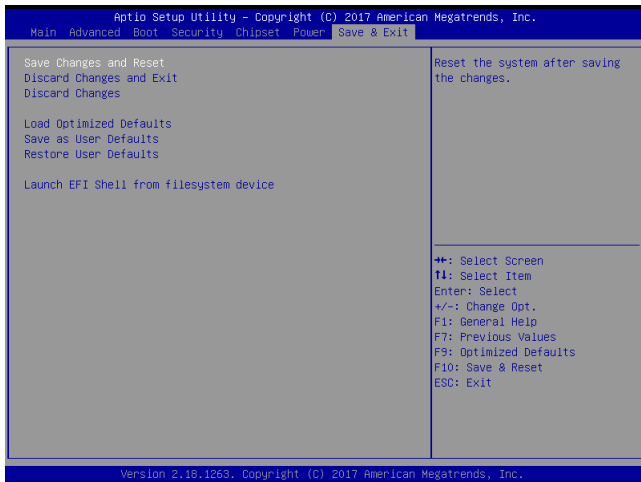 Aptio Setup Utility – Copyright (C) 2017 American Megatrends, Inc.
Main Advanced Boot Security Chipset Power Save & Exit
Save Changes and Reset
Discard Changes and Exit
Discard Changes
Load Optimized Defaults
Save as User Defaults
Restore User Defaults
Launch EFI Shell from filesystem device
Reset the system after saving
the changes.
→←: Select Screen
↑↓: Select Item
Enter: Select
+/-: Change Opt.
F1: General Help
F7: Previous Values
F9: Optimized Defaults
F10: Save & Reset
ESC: Exit
Version 2.18.1263. Copyright (C) 2017 American Megatrends, Inc.